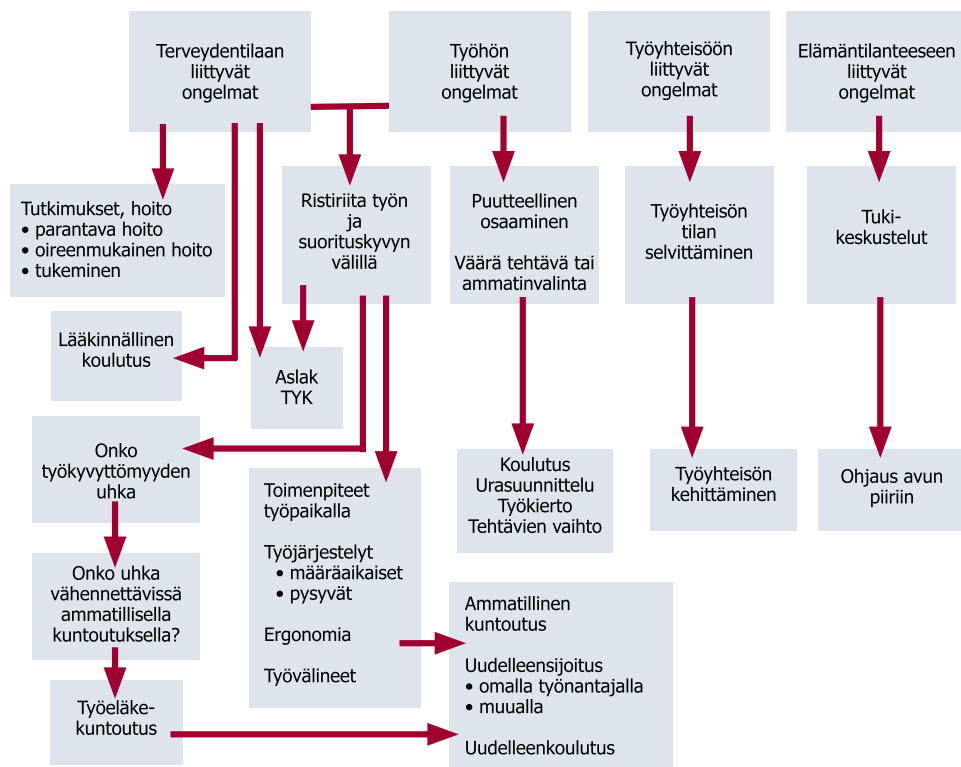 Terveydentilaan
liittyvät
ongelmat
Työhön
liittyvät
ongelmat
Työyhteisöön
liittyvät
ongelmat
Elämäntilanteeseen
liittyvät
ongelmat
Tutkimukset, hoito
• parantava hoito
• oireenmukainen hoito
• tukeminen
Ristiriita työn
ja
suorituskyvyn
välillä
Puutteellinen
osaaminen
Väärä tehtävä tai
ammatinvalinta
Työyhteisön
tilan
selvittäminen
Tuki-
keskustelut
Lääkinnällinen
koulutus
Aslak
TYK
Onko
työkyvyttömyyden
uhka
Toimenpiteet
työpaikalla
Työjärjestelyt
• määräaikaiset
• pysyvät
Ergonomia
Työvälineet
Koulutus
Urasuunnittelu
Työkierto
Tehtävien vaihto
Työyhteisön
kehittäminen
Ohjaus avun
piiriin
Onko uhka
vähennettävissä
ammatillisella
kuntoutuksella?
Ammatillinen
kuntoutus
Uudelleensijoitus
• omalla työnantajalla
• muualla
Uudelleenkoulutus
Työeläke-
kuntoutus